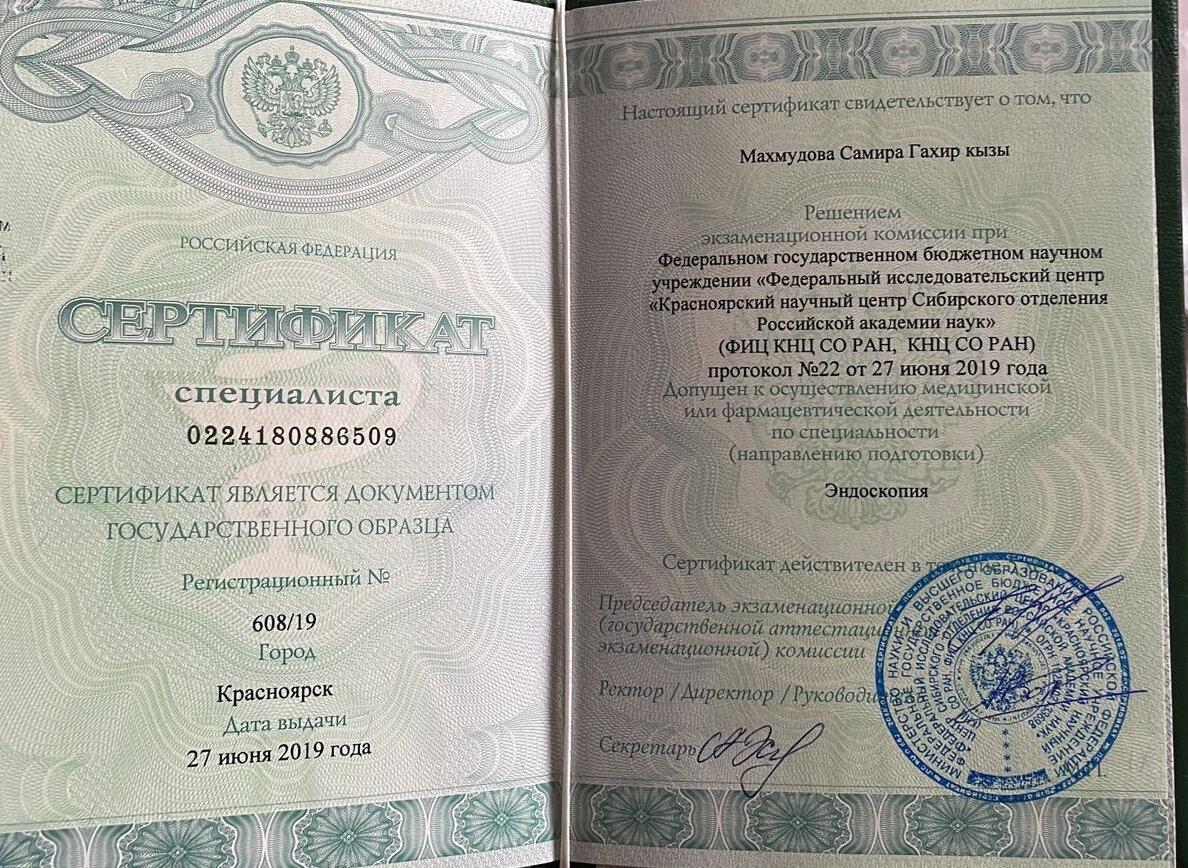 РОССИЙСКАЯ ФЕДЕРАЦИЯ
СЕРТИФИКАТ
специалиста
0224180886509
СЕРТИФИКАТ ЯВЛЯЕТСЯ ДОКУМЕНТОМ
ГОСУДАРСТВЕННОГО ОБРАЗЦА
Регистрационный №
608/19
Город
Красноярск
Дата выдачи
27 июня 2019 года
Настоящий сертификат свидетельствует о том, что
Махмудова Самира Гахир кызы
Решением
экзаменационной комиссии при
Федеральном государственном бюджетном научном
учреждении «Федеральный исследовательский центр
«Красноярский научный центр Сибирского отделения
Российской академии наук»
(ФИЦ КНЦ СО РАН, КНЦ СО РАН)
протокол №22 от 27 июня 2019 года
Допущен к осуществлению медицинской
или фармацевтической деятельности
по специальности
(направлению подготовки)
Эндоскопия
Сертификат действителен в
Председатель экзаменационной
(государственной
экзаменационной) комиссии
Ректор /Директор
Секретарь